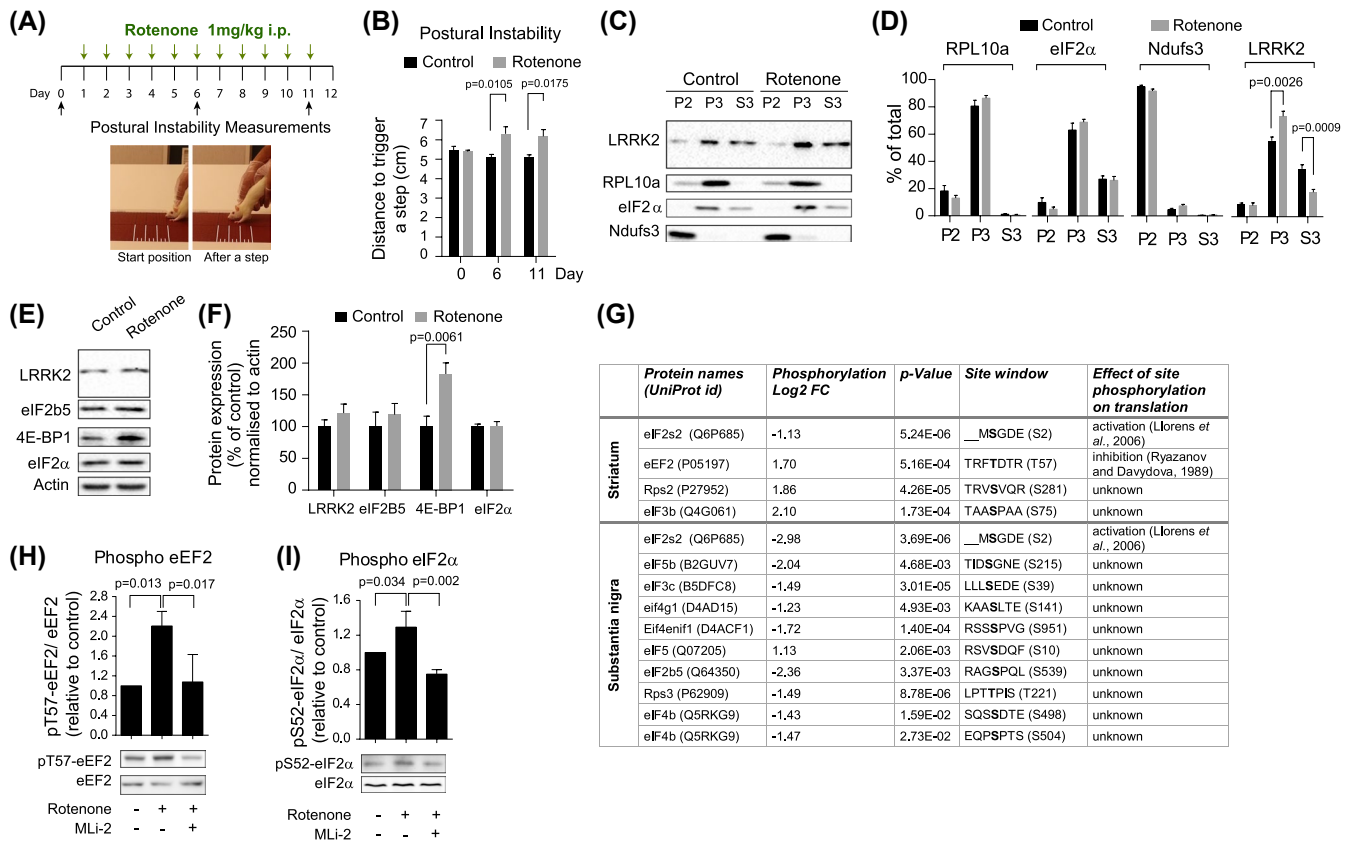 (A)
Rotenone 1mg/kg i.p.
Day 0 1 2 3 4 5 6 7 8 9 10 11 12
Postural Instability Measurements
Start position After a step
(B)
Postural Instability
Control Rotenone
p=0.0105 p=0.0175
Distance to trigger
a step (cm)
7
6
5
4
3
2
1
0
0 6 11 Day
(C)
Control Rotenone
P2 P3 S3 P2 P3 S3
LRRK2
RPL10a
eIF2 α
Ndufs3
(D)
Control
Rotenone
RPL10a eIF2α Ndufs3 LRRK2
p=0.0026
p=0.0009
% of total
100
80
60
40
20
0
P2 P3 S3 P2 P3 S3 P2 P3 S3 P2 P3 S3
(E)
Control
Rotenone
LRRK2
eIF2b5
4E-BP1
eIF2α
Actin
(F)
Control Rotenone
p=0.0061
Protein expression
(% of control)
normalised to actin
250
200
150
100
50
0
LRRK2 eIF2B5 4E-BP1 eIF2α
(G)
Protein names (UniProt id) Phosphorylation Log2 FC p-Value Site window Effect of site phosphorylation on translation
Striatum
eIF2s2 (Q6P685) -1.13 5.24E-06 __MSGDE (S2) activation (Llorens et al., 2006)
eEF2 (P05197) 1.70 5.16E-04 TRFTDTR (T57) inhibition (Ryazanov and Davydova, 1989)
Rps2 (P27952) 1.86 4.26E-05 TRVSVQR (S281) unknown
eIF3b (Q4G061) 2.10 1.73E-04 TAASPAA (S75) unknown
Substantia nigra
eIF2s2 (Q6P685) -2.98 3.69E-06 __MSGDE (S2) activation (Llorens et al., 2006)
eIF5b (B2GUV7) -2.04 4.68E-03 TIDSGNE (S215) unknown
eIF3c (B5DFC8) -1.49 3.01E-05 LLLSEDE (S39) unknown
eif4g1 (D4AD15) -1.23 4.93E-03 KAASLTE (S141) unknown
Eif4enif1 (D4ACF1) -1.72 1.40E-04 RSSSPVG (S951) unknown
eIF5 (Q07205) 1.13 2.06E-03 RSVSDQF (S10) unknown
eIF2b5 (Q64350) -2.36 3.37E-03 RAGSPQL (S539) unknown
Rps3 (P62909) -1.49 8.78E-06 LPTTPIS (T221) unknown
eIF4b (Q5RKG9) -1.43 1.59E-02 SQSSDTE (S498) unknown
eIF4b (Q5RKG9) -1.47 2.73E-02 EQPSPTS (S504) unknown
(H)
Phospho eEF2
p=0.013 p=0.017
pT57-eEF2/ eEF2
(relative to control)
2.8
2.4
2.0
1.6
1.2
0.8
0.4
0.0
pT57-eEF2
eEF2
Rotenone - + +
MLi-2 - - +
(I)
Phospho eIF2α
p=0.034 p=0.002
pS52-eIF2α/ eIF2α
(relative to control)
1.6
1.2
0.8
0.4
0.0
pS52-eIF2α
eIF2α
Rotenone - + +
MLi-2 - - +